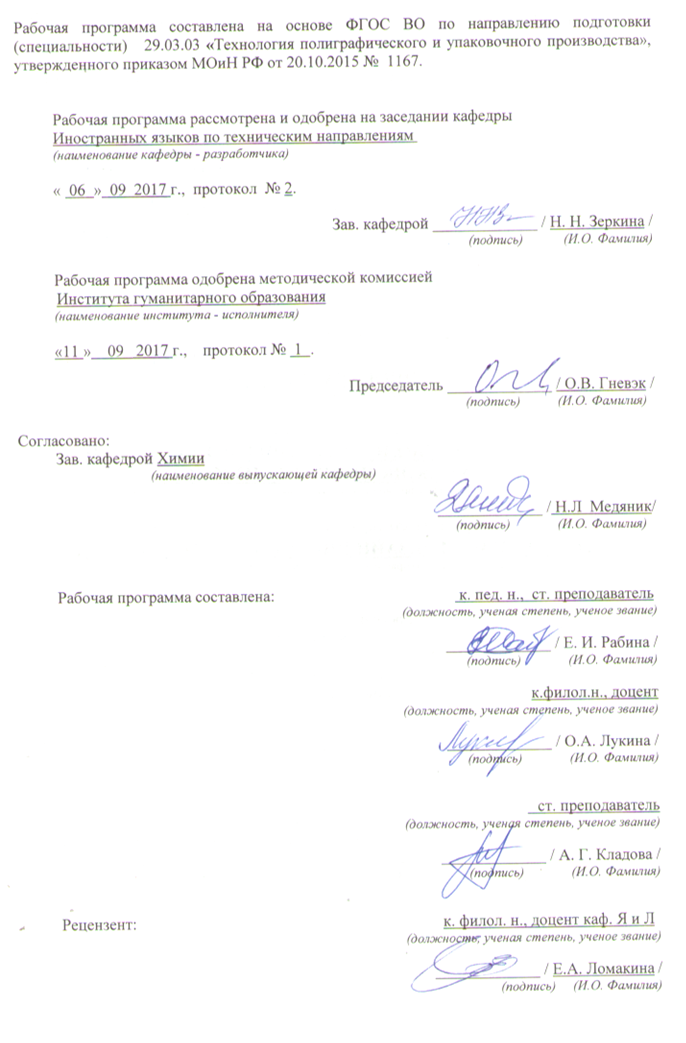 Рабочая программа составлена на основе ФГОС ВО по направлению подготовки
(специальности) 29.03.03 «Технология полиграфического и упаковочного производства»,
утвержденного приказом МОиН РФ от 20.10.2015 № 1167.
Рабочая программа рассмотрена и одобрена на заседании кафедры
Иностранных языков по техническим направлениям
(наименование кафедры - разработчика)
« 06 » 09 2017 г., протокол № 2.
Зав. кафедрой / Н. Н. Зеркина /
(подпись) (И.О. Фамилия)
Рабочая программа одобрена методической комиссией
Института гуманитарного образования
(наименование института - исполнителя)
«11 » 09 2017 г., протокол № 1 .
Председатель / О.В. Гневэк /
(подпись) (И.О. Фамилия)
Согласовано:
Зав. кафедрой Химии
(наименование выпускающей кафедры)
/ Н.Л Медяник/
(подпись) (И.О. Фамилия)
Рабочая программа составлена: к. пед. н., ст. преподаватель
(должность, ученая степень, ученое звание)
/ Е. И. Рабина /
(подпись) (И.О. Фамилия)
к.филол.н., доцент
(должность, ученая степень, ученое звание)
/ О.А. Лукина /
(подпись) (И.О. Фамилия)
ст. преподаватель
(должность, ученая степень, ученое звание)
/ А. Г. Кладова /
(подпись) (И.О. Фамилия)
Рецензент: к. филол. н., доцент каф. Я и Л
(должность, ученая степень, ученое звание)
/ Е.А. Ломакина /
(подпись) (И.О. Фамилия)